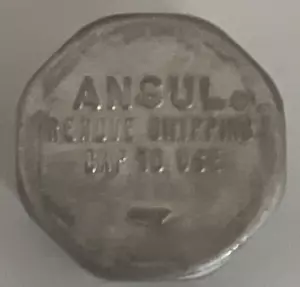 ANSUL®
REMOVE SHIPPING
CAP TO USE